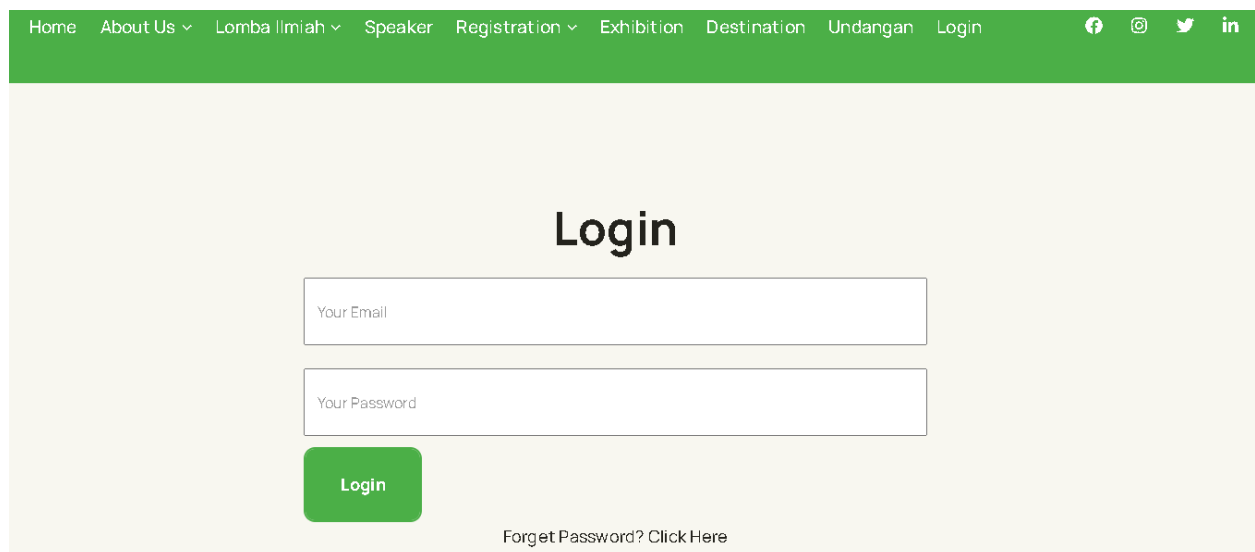 Home About Us Lomba Ilmiah Speaker Registration Exhibition Destination Undangan Login
Login
Your Email
Your Password
Login
Forget Password? Click Here